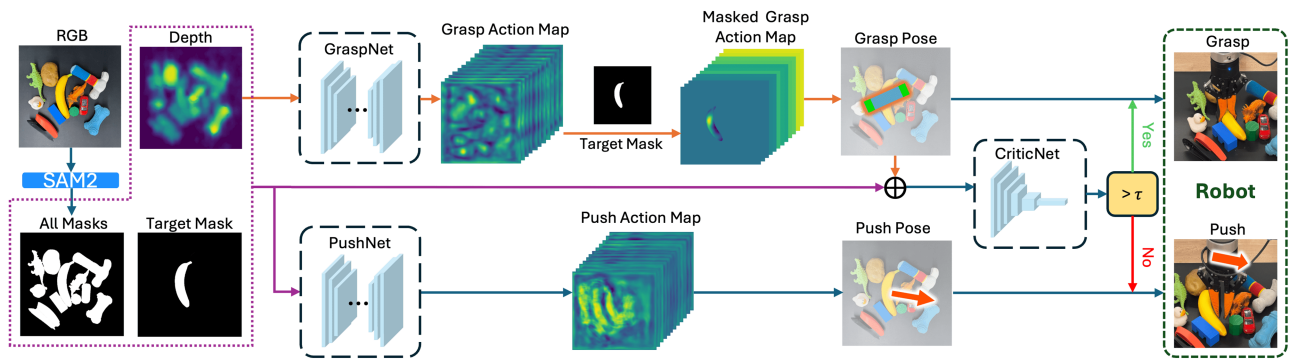 RGB
Depth
SAM2
All Masks
Target Mask
GraspNet
Grasp Action Map
Target Mask
Masked Grasp
Action Map
Grasp Pose
PushNet
Push Action Map
Push Pose
CriticNet
> τ
Yes
No
Grasp
Robot
Push